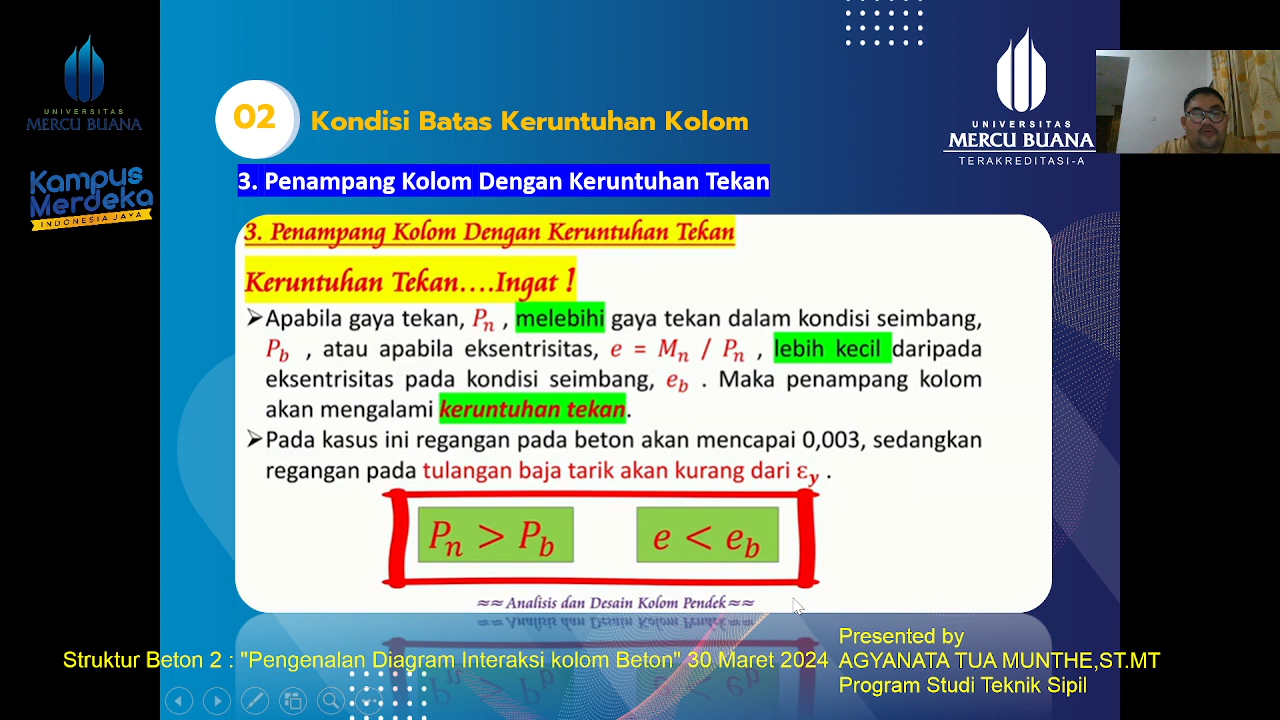 UNIVERSITAS
MERCU BUANA
Kampus
Merdeka
INDONESIA JAYA
02
Kondisi Batas Keruntuhan Kolom
UNIVERSITAS
MERCU BUANA
TERAKREDITASI-A
3. Penampang Kolom Dengan Keruntuhan Tekan
3. Penampang Kolom Dengan Keruntuhan Tekan
Keruntuhan Tekan....Ingat !
➢Apabila gaya tekan, Pn , melebihi gaya tekan dalam kondisi seimbang,
Pb , atau apabila eksentrisitas, e = Mn / Pn , lebih kecil daripada
eksentrisitas pada kondisi seimbang, eb . Maka penampang kolom
akan mengalami keruntuhan tekan.
➢Pada kasus ini regangan pada beton akan mencapai 0,003, sedangkan
regangan pada tulangan baja tarik akan kurang dari εy .
Pn > Pb
e < eb
≈≈Analisis dan Desain Kolom Pendek≈≈
Struktur Beton 2 : "Pengenalan Diagram Interaksi kolom Beton" 30 Maret 2024
Presented by
AGYANATA TUA MUNTHE,ST.MT
Program Studi Teknik Sipil